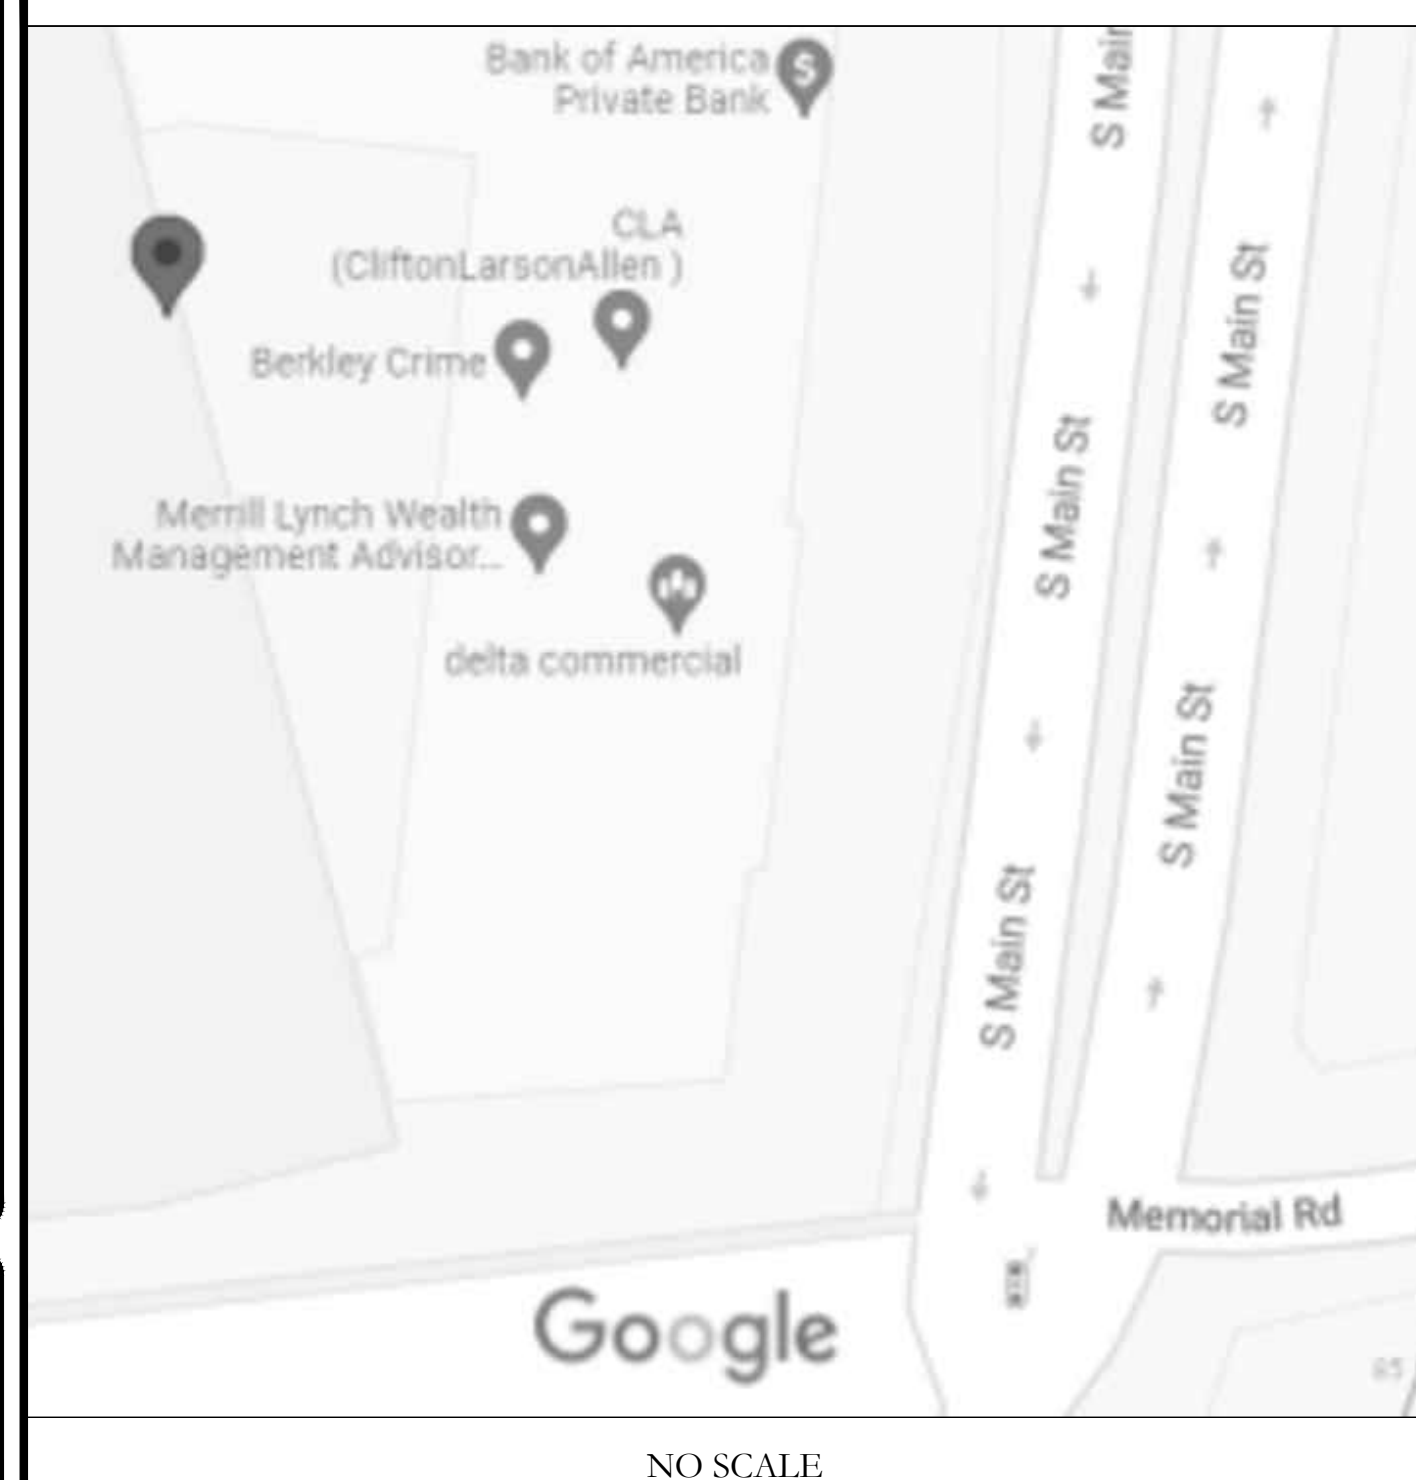 Bank of America
Private Bank
S Main
CLA
(CliftonLarsonAllen )
Berkley Crime
S Main St
S Main St
Merrill Lynch Wealth
Management Advisor...
delta commercial
S Main St
S Main St
Memorial Rd
Google
NO SCALE